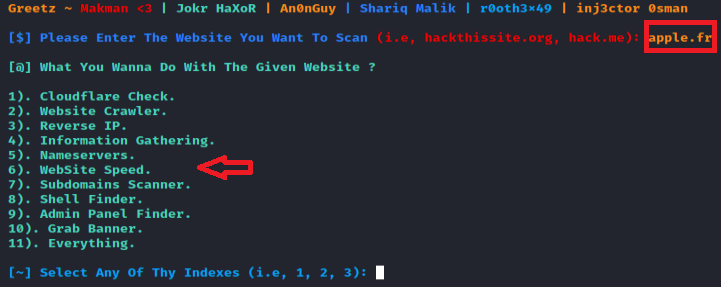 Greetz ~ Makman <3 | Jokr HaXoR | An0nGuy | Shariq Malik | r0oth3×49 | inj3ctor 0sman
[$] Please Enter The Website You Want To Scan (i.e, hackthissite.org, hack.me): apple.fr
[@] What You Wanna Do With The Given Website ?
1). Cloudflare Check.
2). Website Crawler.
3). Reverse IP.
4). Information Gathering.
5). Nameservers.
6). WebSite Speed.
7). Subdomains Scanner.
8). Shell Finder.
9). Admin Panel Finder.
10). Grab Banner.
11). Everything.
[~] Select Any Of Thy Indexes (i.e, 1, 2, 3):